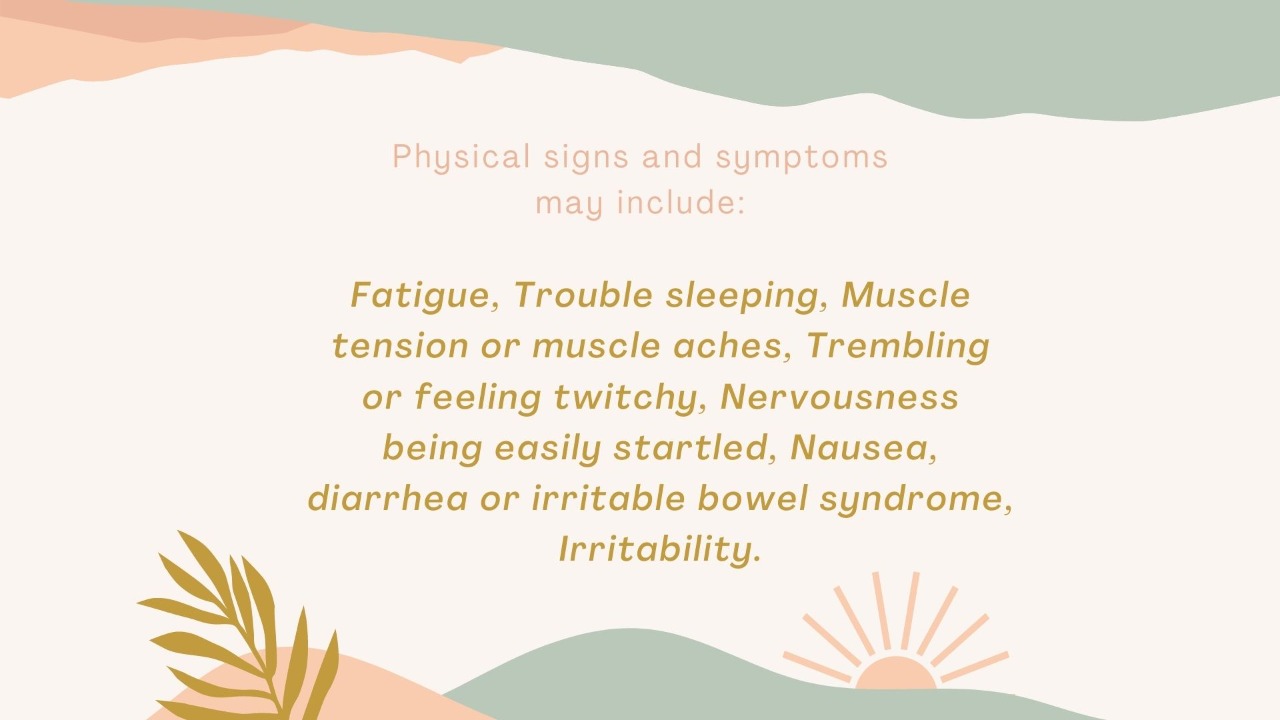 Physical signs and symptoms
may include:
Fatigue, Trouble sleeping, Muscle
tension or muscle aches, Trembling
or feeling twitchy, Nervousness
being easily startled, Nausea,
diarrhea or irritable bowel syndrome,
Irritability.